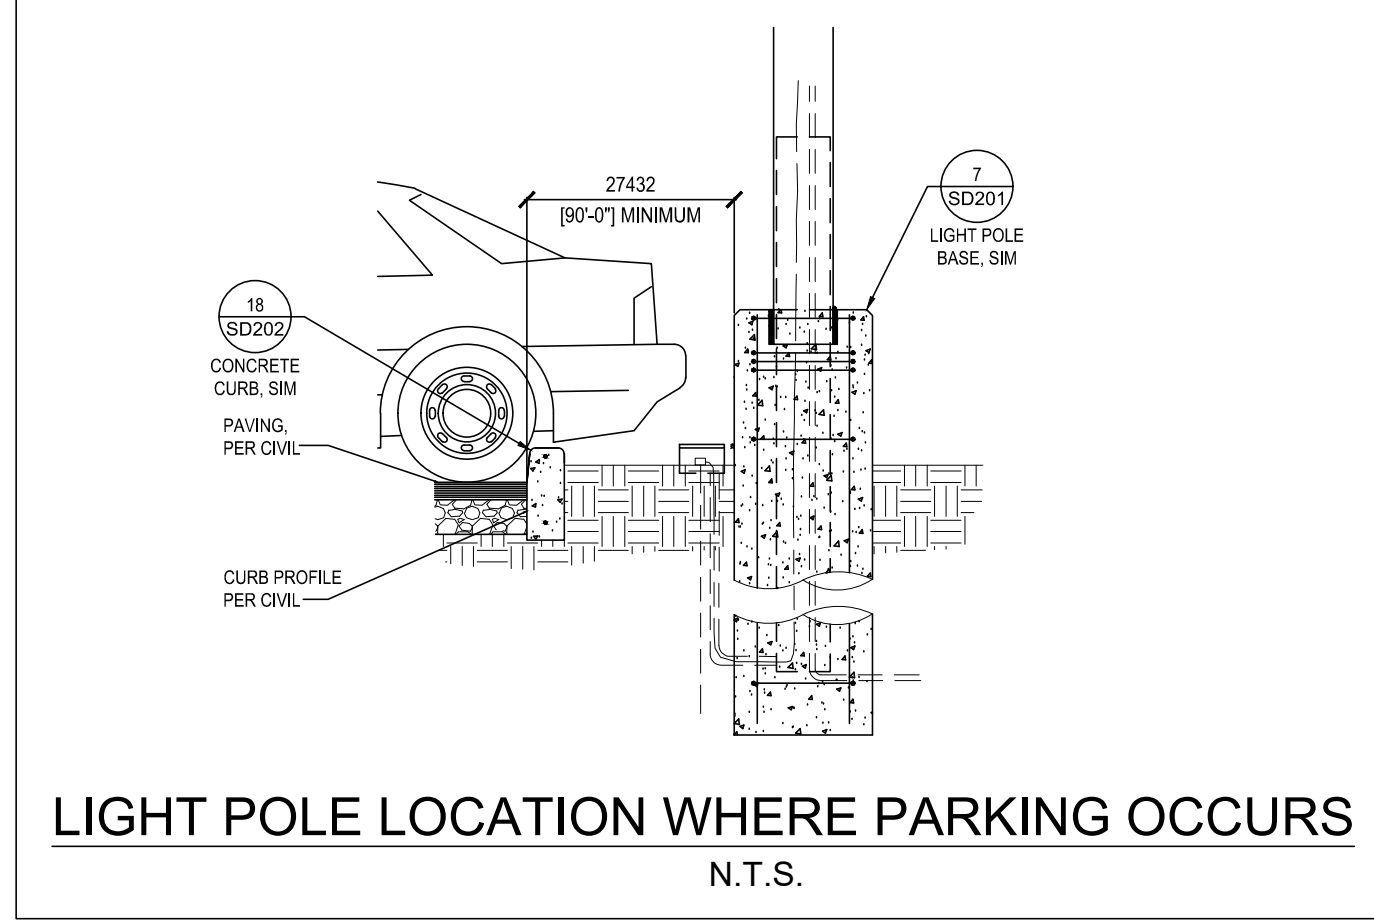 27432
[90'-0"] MINIMUM
7
SD201
LIGHT POLE
BASE, SIM
18
SD202
CONCRETE
CURB, SIM
PAVING,
PER CIVIL
CURB PROFILE
PER CIVIL
LIGHT POLE LOCATION WHERE PARKING OCCURS
N.T.S.